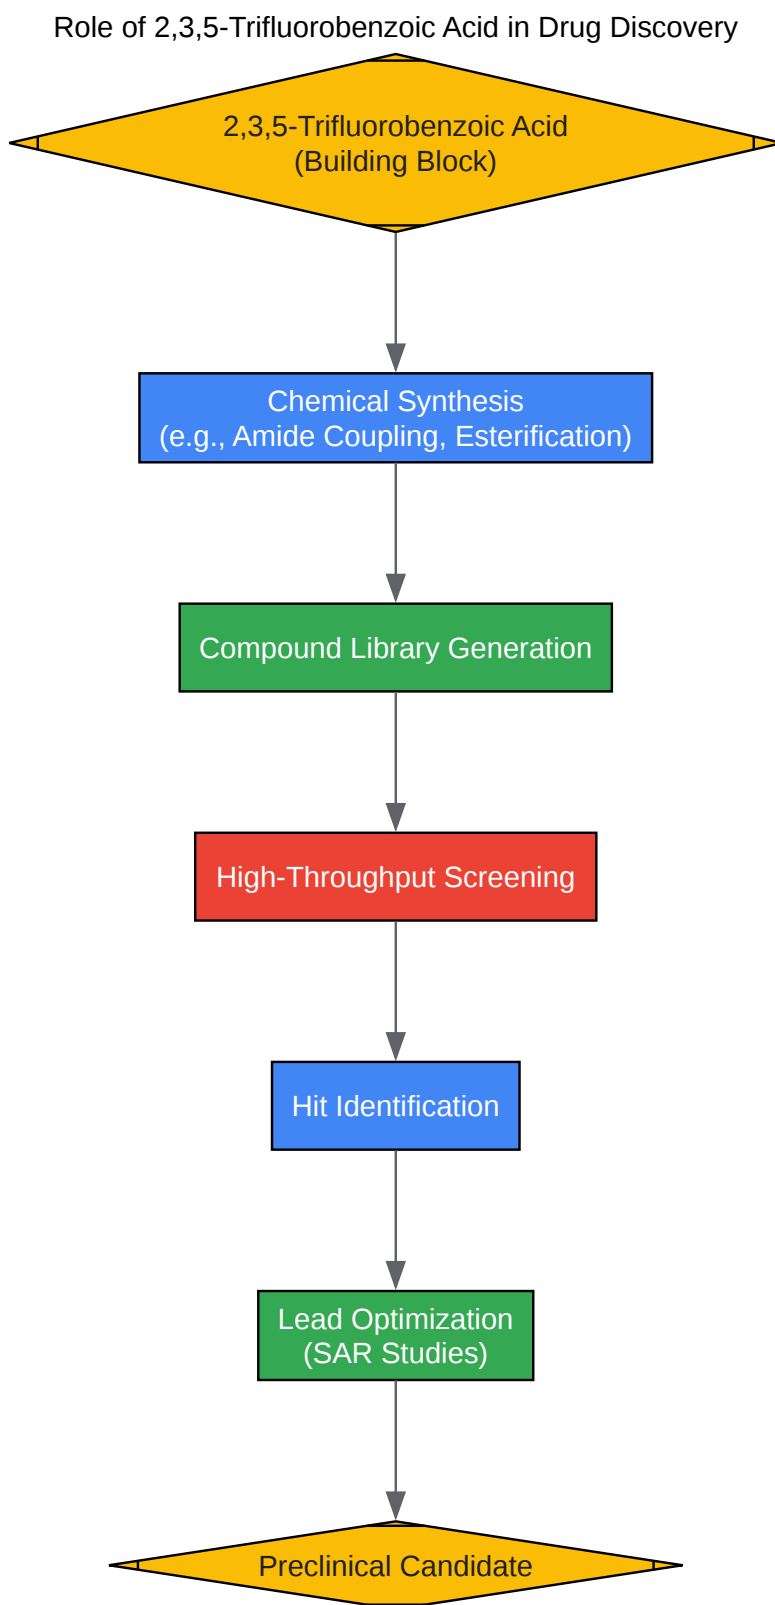 Role of 2,3,5-Trifluorobenzoic Acid in Drug Discovery
2,3,5-Trifluorobenzoic Acid
(Building Block)
Chemical Synthesis
(e.g., Amide Coupling, Esterification)
Compound Library Generation
High-Throughput Screening
Hit Identification
Lead Optimization
(SAR Studies)
Preclinical Candidate